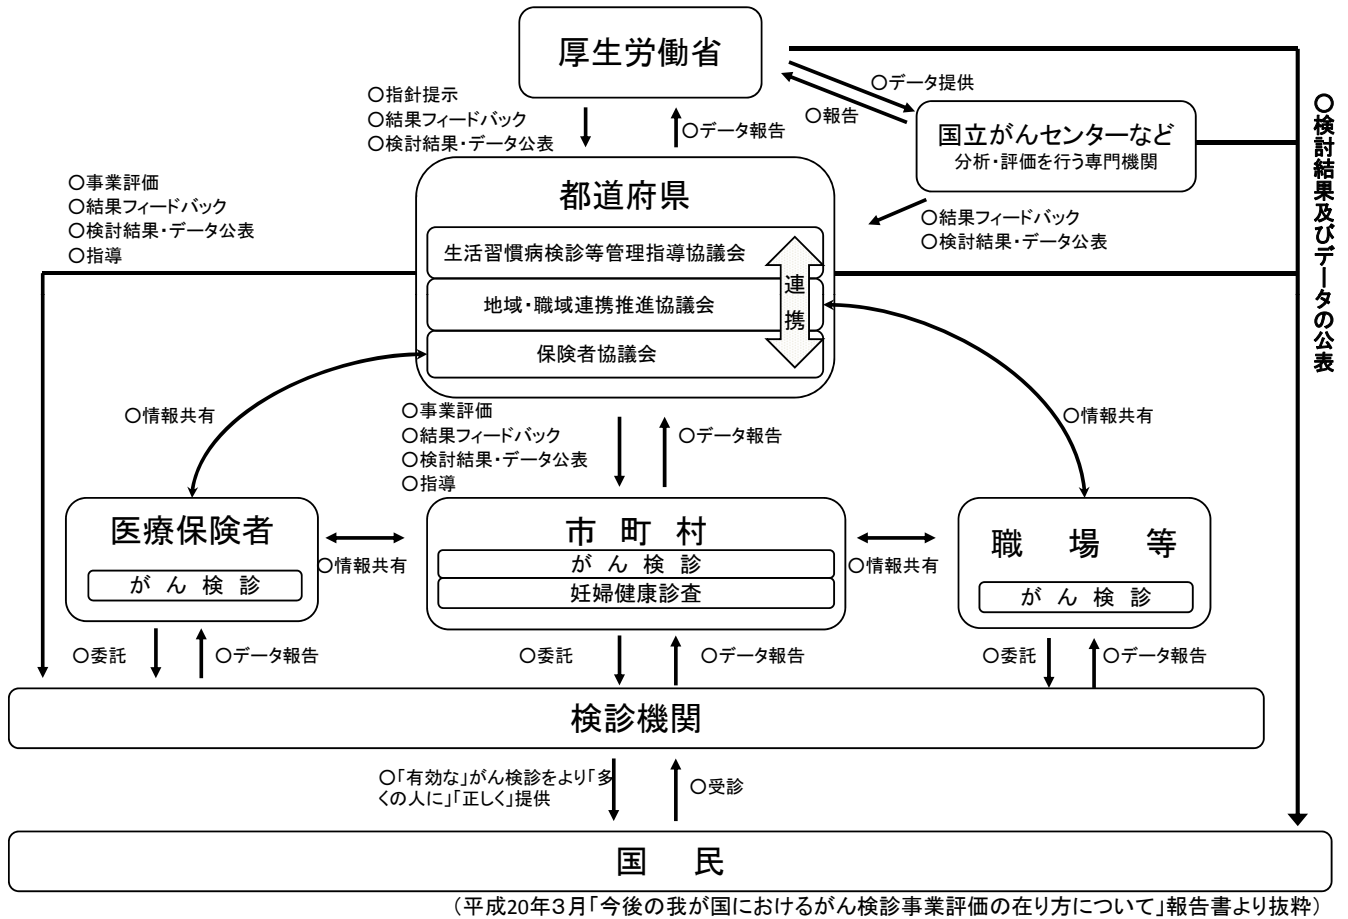 厚生労働省
○指針提示
○結果フィードバック
○検討結果・データ公表
○データ報告
○データ提供
○報告
国立がんセンターなど
分析・評価を行う専門機関
○結果フィードバック
○検討結果・データ公表
○検討結果及びデータの公表
○事業評価
○結果フィードバック
○検討結果・データ公表
○指導
都道府県
生活習慣病検診等管理指導協議会
地域・職域連携推進協議会
保険者協議会
連携
○情報共有
○事業評価
○結果フィードバック
○検討結果・データ公表
○指導
○データ報告
○情報共有
医療保険者
がん検診
○情報共有
市町村
がん検診
妊婦健康診査
○情報共有
職場等
がん検診
○委託
○データ報告
○委託
○データ報告
○委託
○データ報告
検診機関
○「有効な」がん検診をより「多
くの人に」「正しく」提供
○受診
国民
（平成20年３月「今後の我が国におけるがん検診事業評価の在り方について」報告書より抜粋）